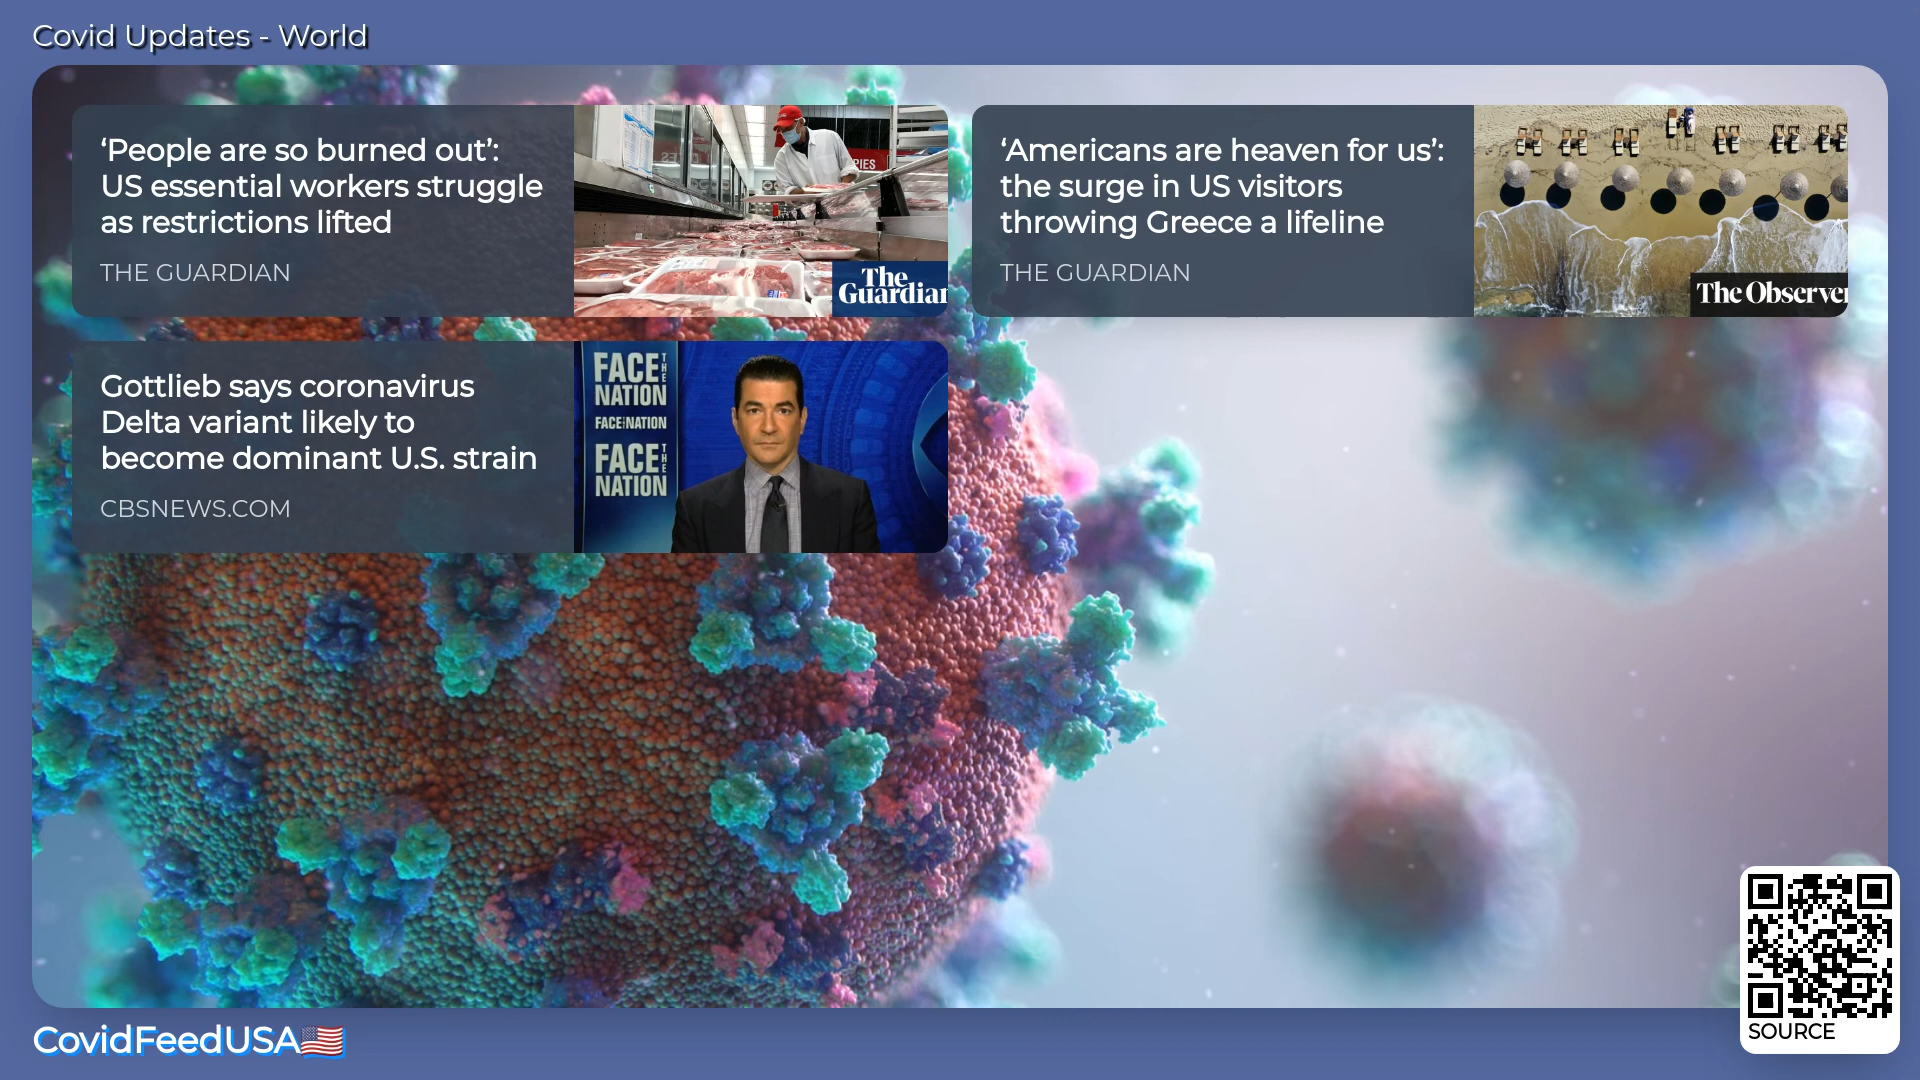 Covid Updates - World
‘People are so burned out’:
US essential workers struggle
as restrictions lifted
THE GUARDIAN
PIES
The
Guardian
‘Americans are heaven for us’:
the surge in US visitors
throwing Greece a lifeline
THE GUARDIAN
The Observer
Gottlieb says coronavirus
Delta variant likely to
become dominant U.S. strain
CBSNEWS.COM
FACE THE NATION
FACE THE NATION
FACE THE NATION
CovidFeedUSA🇺🇸
SOURCE